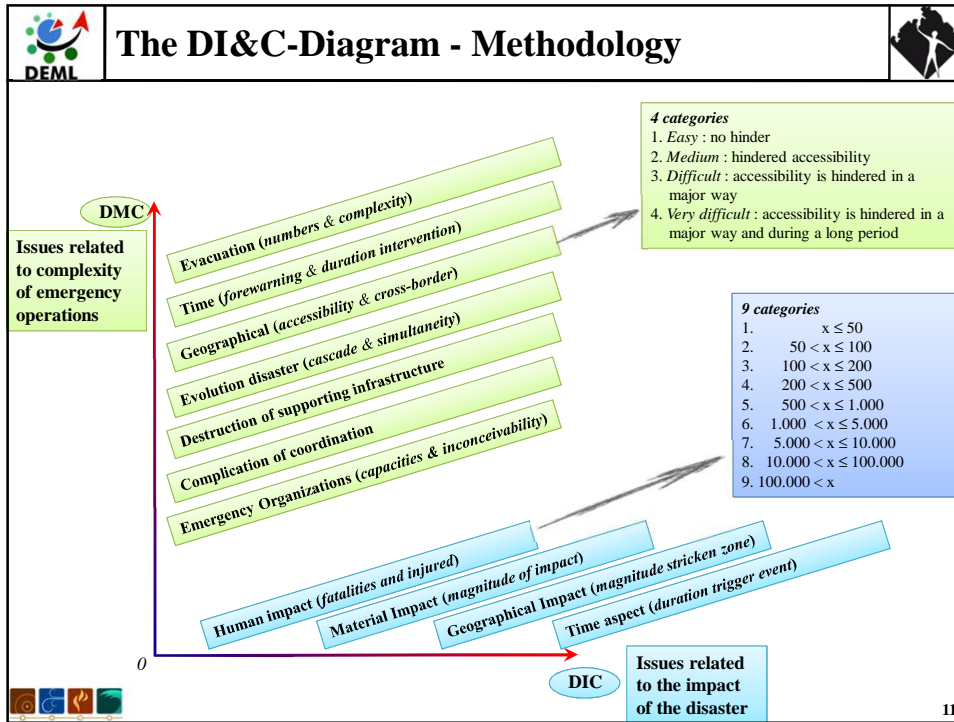 DEML
The DI&C-Diagram - Methodology
4 categories
1. Easy : no hinder
2. Medium : hindered accessibility
3. Difficult : accessibility is hindered in a
major way
4. Very difficult : accessibility is hindered in a
major way and during a long period
DMC
Issues related
to complexity
of emergency
operations
Evacuation (numbers & complexity)
Time (forewarning & duration intervention)
Geographical (accessibility & cross-border)
Evolution disaster (cascade & simultaneity)
Destruction of supporting infrastructure
Complication of coordination
Emergency Organizations (capacities & inconceivability)
9 categories
1. x ≤ 50
2. 50 < x ≤ 100
3. 100 < x ≤ 200
4. 200 < x ≤ 500
5. 500 < x ≤ 1.000
6. 1.000 < x ≤ 5.000
7. 5.000 < x ≤ 10.000
8. 10.000 < x ≤ 100.000
9. 100.000 < x
Human impact (fatalities and injured)
Material Impact (magnitude of impact)
Geographical Impact (magnitude stricken zone)
Time aspect (duration trigger event)
0
DIC
Issues related
to the impact
of the disaster
11